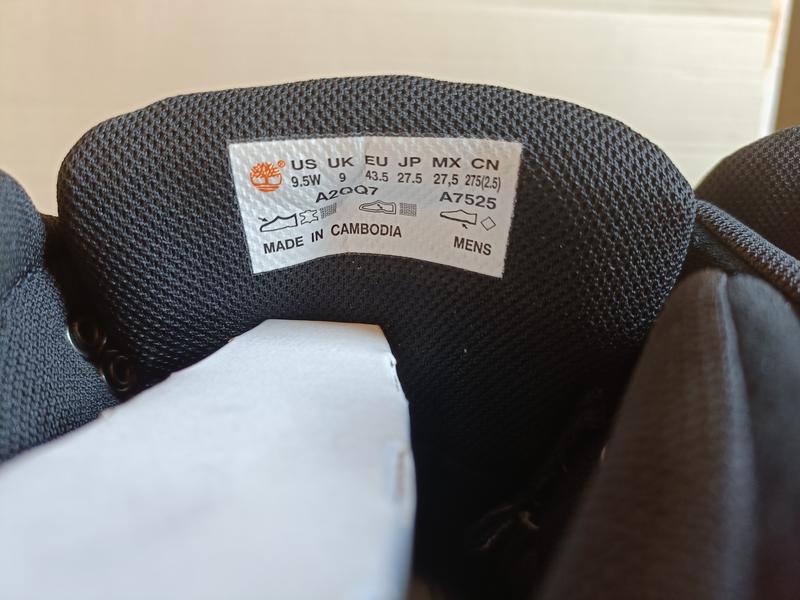 US UK EU JP MX CN
9.5W 9 43.5 27.5 27,5 275(2.5)
A2QQ7 A7525
MADE IN CAMBODIA MENS